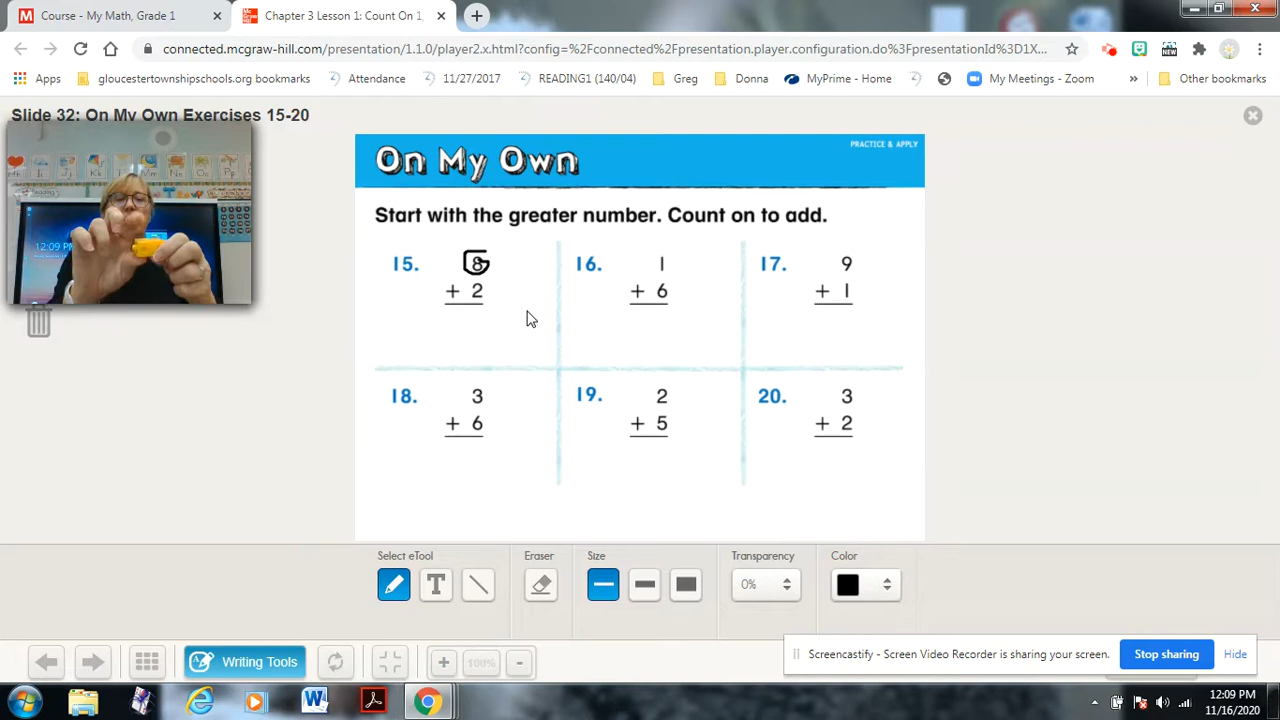 Course - My Math, Grade 1
Chapter 3 Lesson 1: Count On 1,
connected.mcgraw-hill.com/presentation/1.1.0/player2.x.html?config=%2Fconnected%2Fpresentation.player.configuration.do%3FpresentationId%3D1X...
Apps
gloucestertownshipschools.org bookmarks
Attendance
11/27/2017
READING1 (140/04)
Greg
Donna
MyPrime - Home
My Meetings - Zoom
»
Other bookmarks
Slide 32: On My Own Exercises 15-20
12:09 PM
On My Own
PRACTICE & APPLY
Start with the greater number. Count on to add.
15. 8
+ 2
16. 1
+ 6
17. 9
+ 1
18. 3
+ 6
19. 2
+ 5
20. 3
+ 2
Select eTool
Eraser
Size
Transparency
Color
T
0%
Writing Tools
100%
Screencastify - Screen Video Recorder is sharing your screen.
Stop sharing
Hide
12:09 PM
11/16/2020